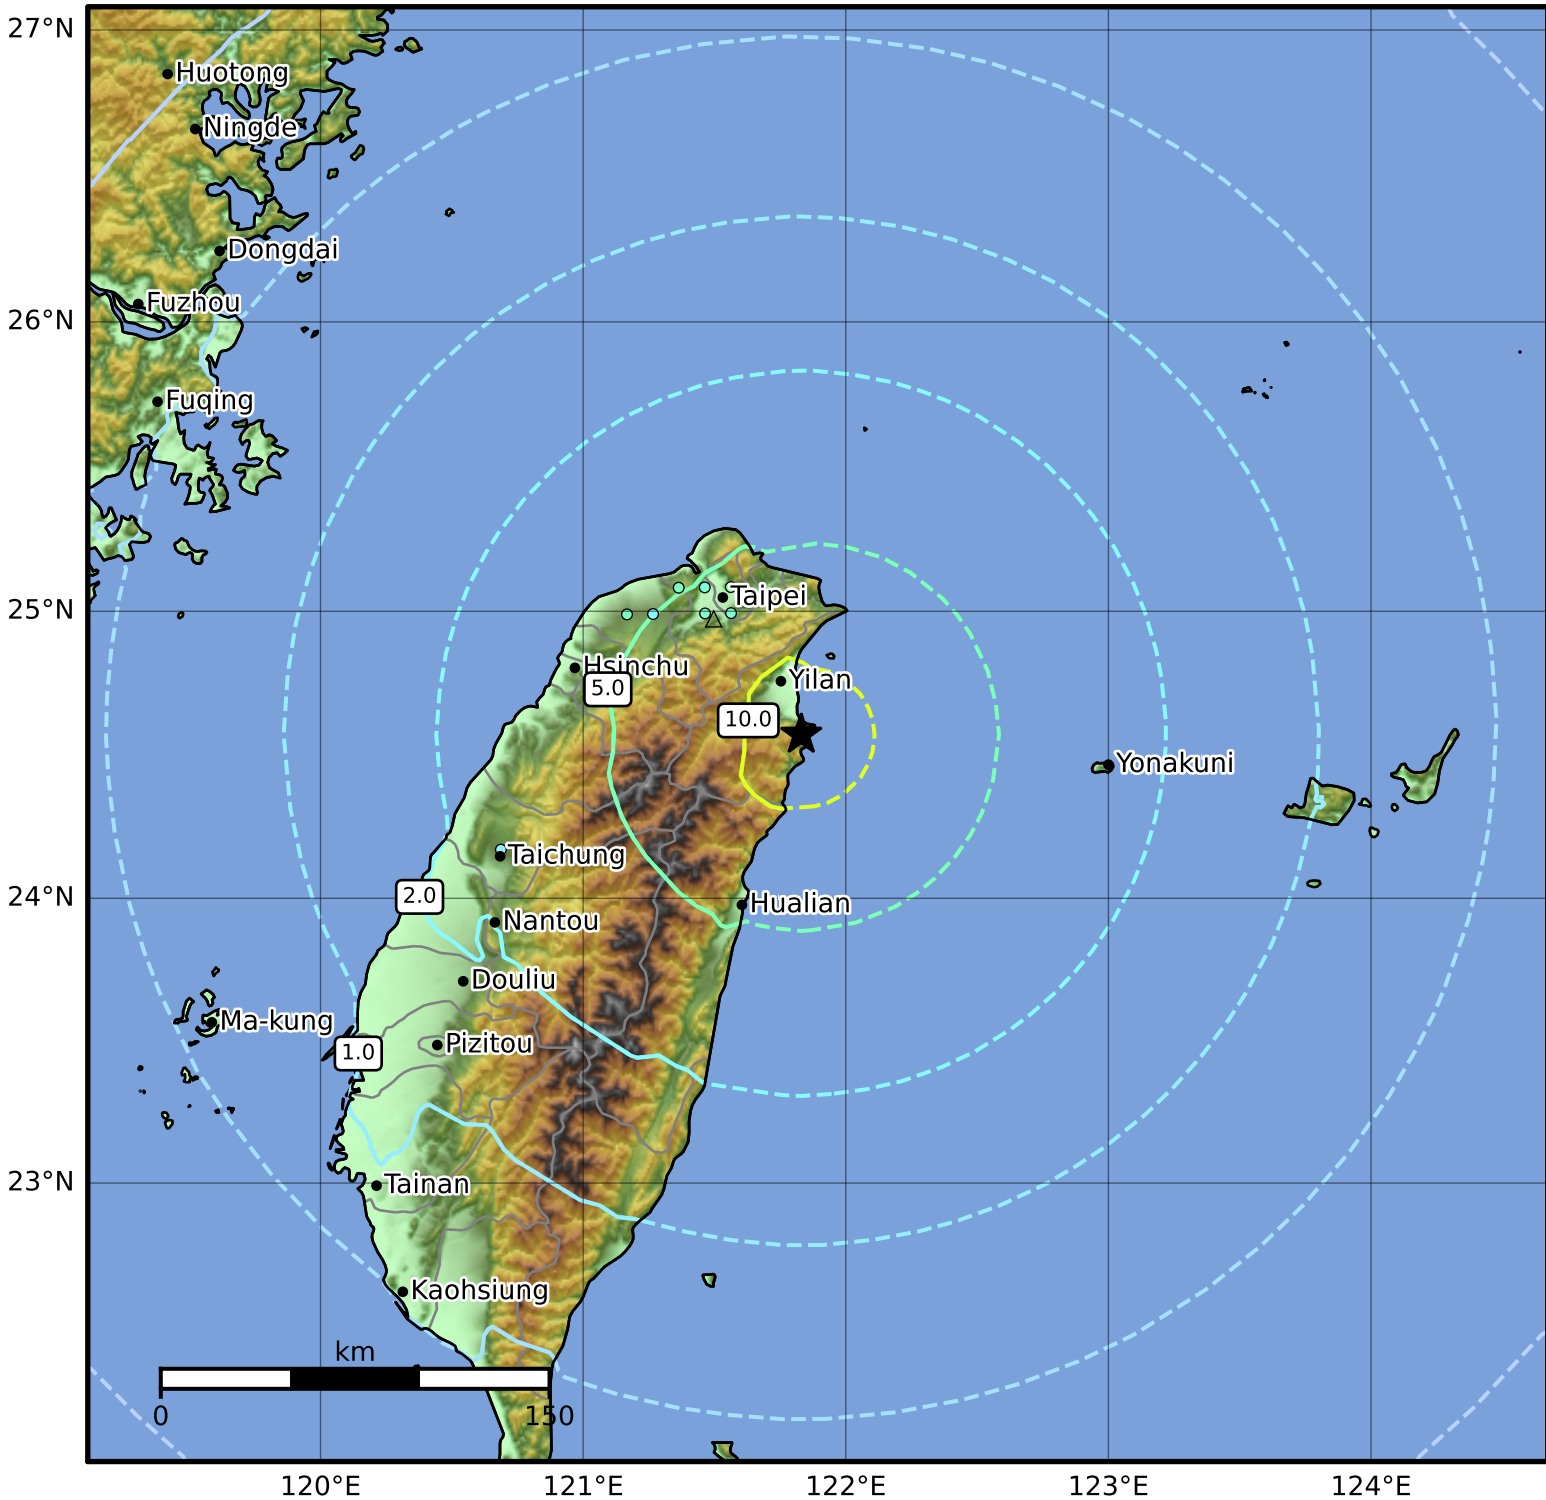 27°N
Huotong
Ningde
Dongdai
Fuzhou
26°N
Fuqing
Taipei
25°N
Hsinchu
Yilan
5.0
10.0
Yonakuni
Taichung
2.0
24°N
Hualian
Nantou
Douliu
Ma-kung
Pizitou
1.0
23°N
Tainan
Kaohsiung
km
0
150
120°E
121°E
122°E
123°E
124°E